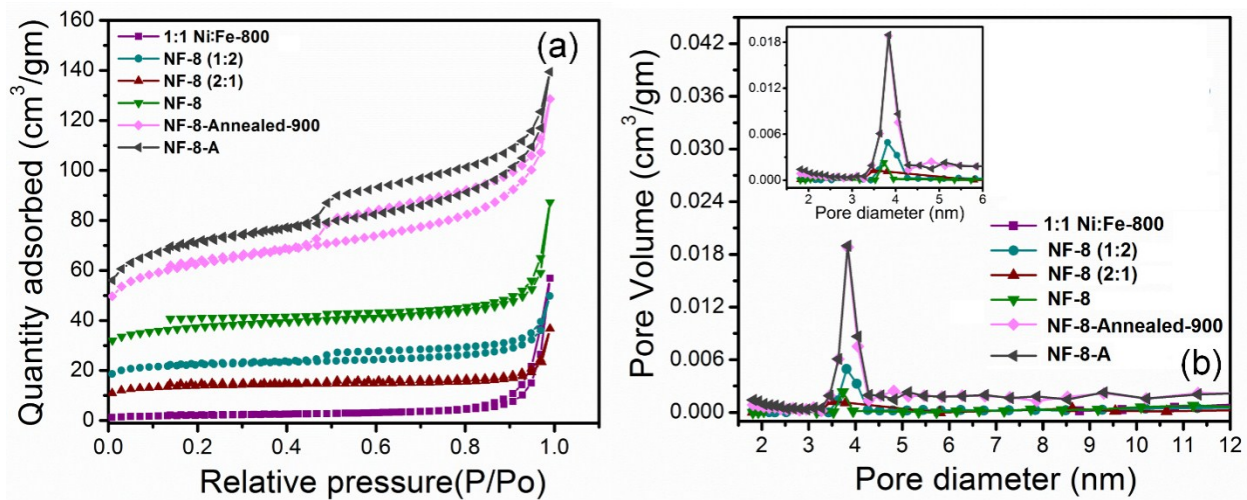 160
140
120
100
80
60
40
20
0
0.0
0.2
0.4
0.6
0.8
1.0
Quantity adsorbed (cm³/gm)
Relative pressure(P/Po)
(a)
1:1 Ni:Fe-800
NF-8 (1:2)
NF-8 (2:1)
NF-8
NF-8-Annealed-900
NF-8-A
0.042
0.036
0.030
0.024
0.018
0.012
0.006
0.000
2
3
4
5
6
7
8
9
10
11
12
Pore Volume (cm³/gm)
Pore diameter (nm)
0.018
0.012
0.006
0.000
2
3
4
5
6
Pore diameter (nm)
1:1 Ni:Fe-800
NF-8 (1:2)
NF-8 (2:1)
NF-8
NF-8-Annealed-900
NF-8-A
(b)